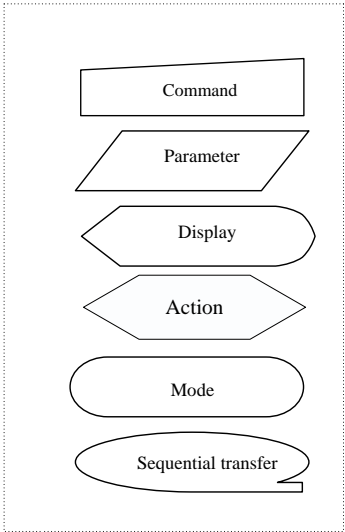 Command
Parameter
Display
Action
Mode
Sequential transfer